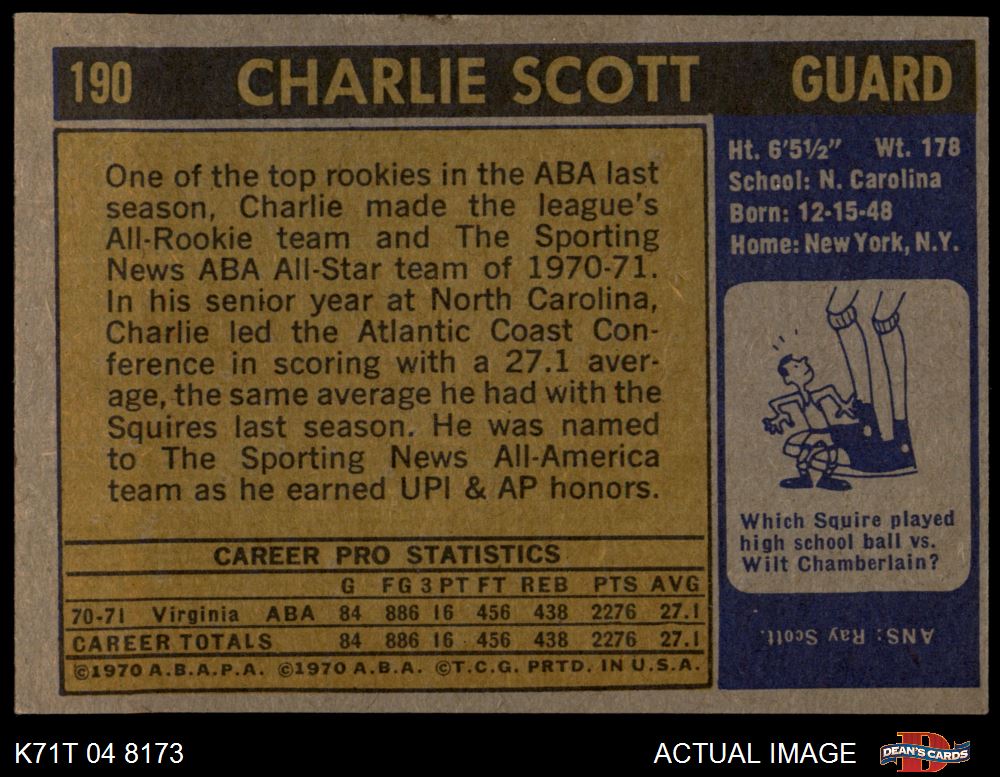 190 CHARLIE SCOTT GUARD
One of the top rookies in the ABA last
season, Charlie made the league's
All-Rookie team and The Sporting
News ABA All-Star team of 1970-71.
In his senior year at North Carolina,
Charlie led the Atlantic Coast Con-
ference in scoring with a 27.1 aver-
age, the same average he had with the
Squires last season. He was named
to The Sporting News All-America
team as he earned UPI & AP honors.
CAREER PRO STATISTICS
G FG 3 PT FT REB PTS AVG
70-71 Virginia ABA 84 886 16 456 438 2276 27.1
CAREER TOTALS 84 886 16 456 438 2276 27.1
©1970 A.B.A.P.A. ©1970 A.B.A. ©T.C.G. PRTD. IN U.S.A.
Ht. 6'5½" Wt. 178
School: N. Carolina
Born: 12-15-48
Home: New York, N.Y.
Which Squire played
high school ball vs.
Wilt Chamberlain?
ANS: Ray Scott.
K71T 04 8173 ACTUAL IMAGE
DEAN'S CARDS